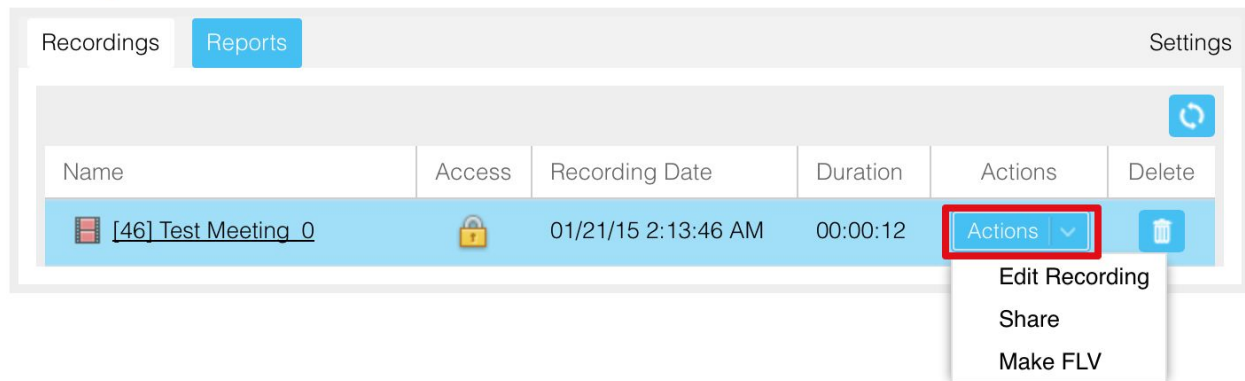 Recordings Reports Settings
Name Access Recording Date Duration Actions Delete
[46] Test Meeting_0 01/21/15 2:13:46 AM 00:00:12 Actions
Edit Recording
Share
Make FLV